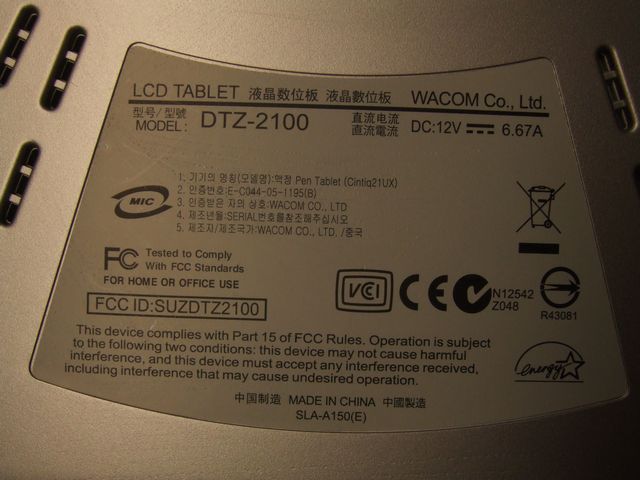 LCD TABLET 液晶数位板 液晶數位板 WACOM Co., Ltd.
型号/型號 MODEL: DTZ-2100 直流电流 直流電流 DC:12V 6.67A
MIC
1. 기기의 명칭(모델명):액정 Pen Tablet (Cintiq21UX)
2. 인증번호:E-C044-05-1195(B)
3. 인증받은 자의 상호:WACOM CO., LTD
4. 제조년월:SERIAL번호를참조해주십시오
5. 제조자/제조국가:WACOM CO., LTD. /중국
FC Tested to Comply
With FCC Standards
FOR HOME OR OFFICE USE
FCC ID:SUZDTZ2100
VCI CE N12542
Z048
R43081
This device complies with Part 15 of FCC Rules. Operation is subject
to the following two conditions: this device may not cause harmful
interference, and this device must accept any interference received,
including interference that may cause undesired operation.
energy
中国制造 MADE IN CHINA 中國製造
SLA-A150(E)